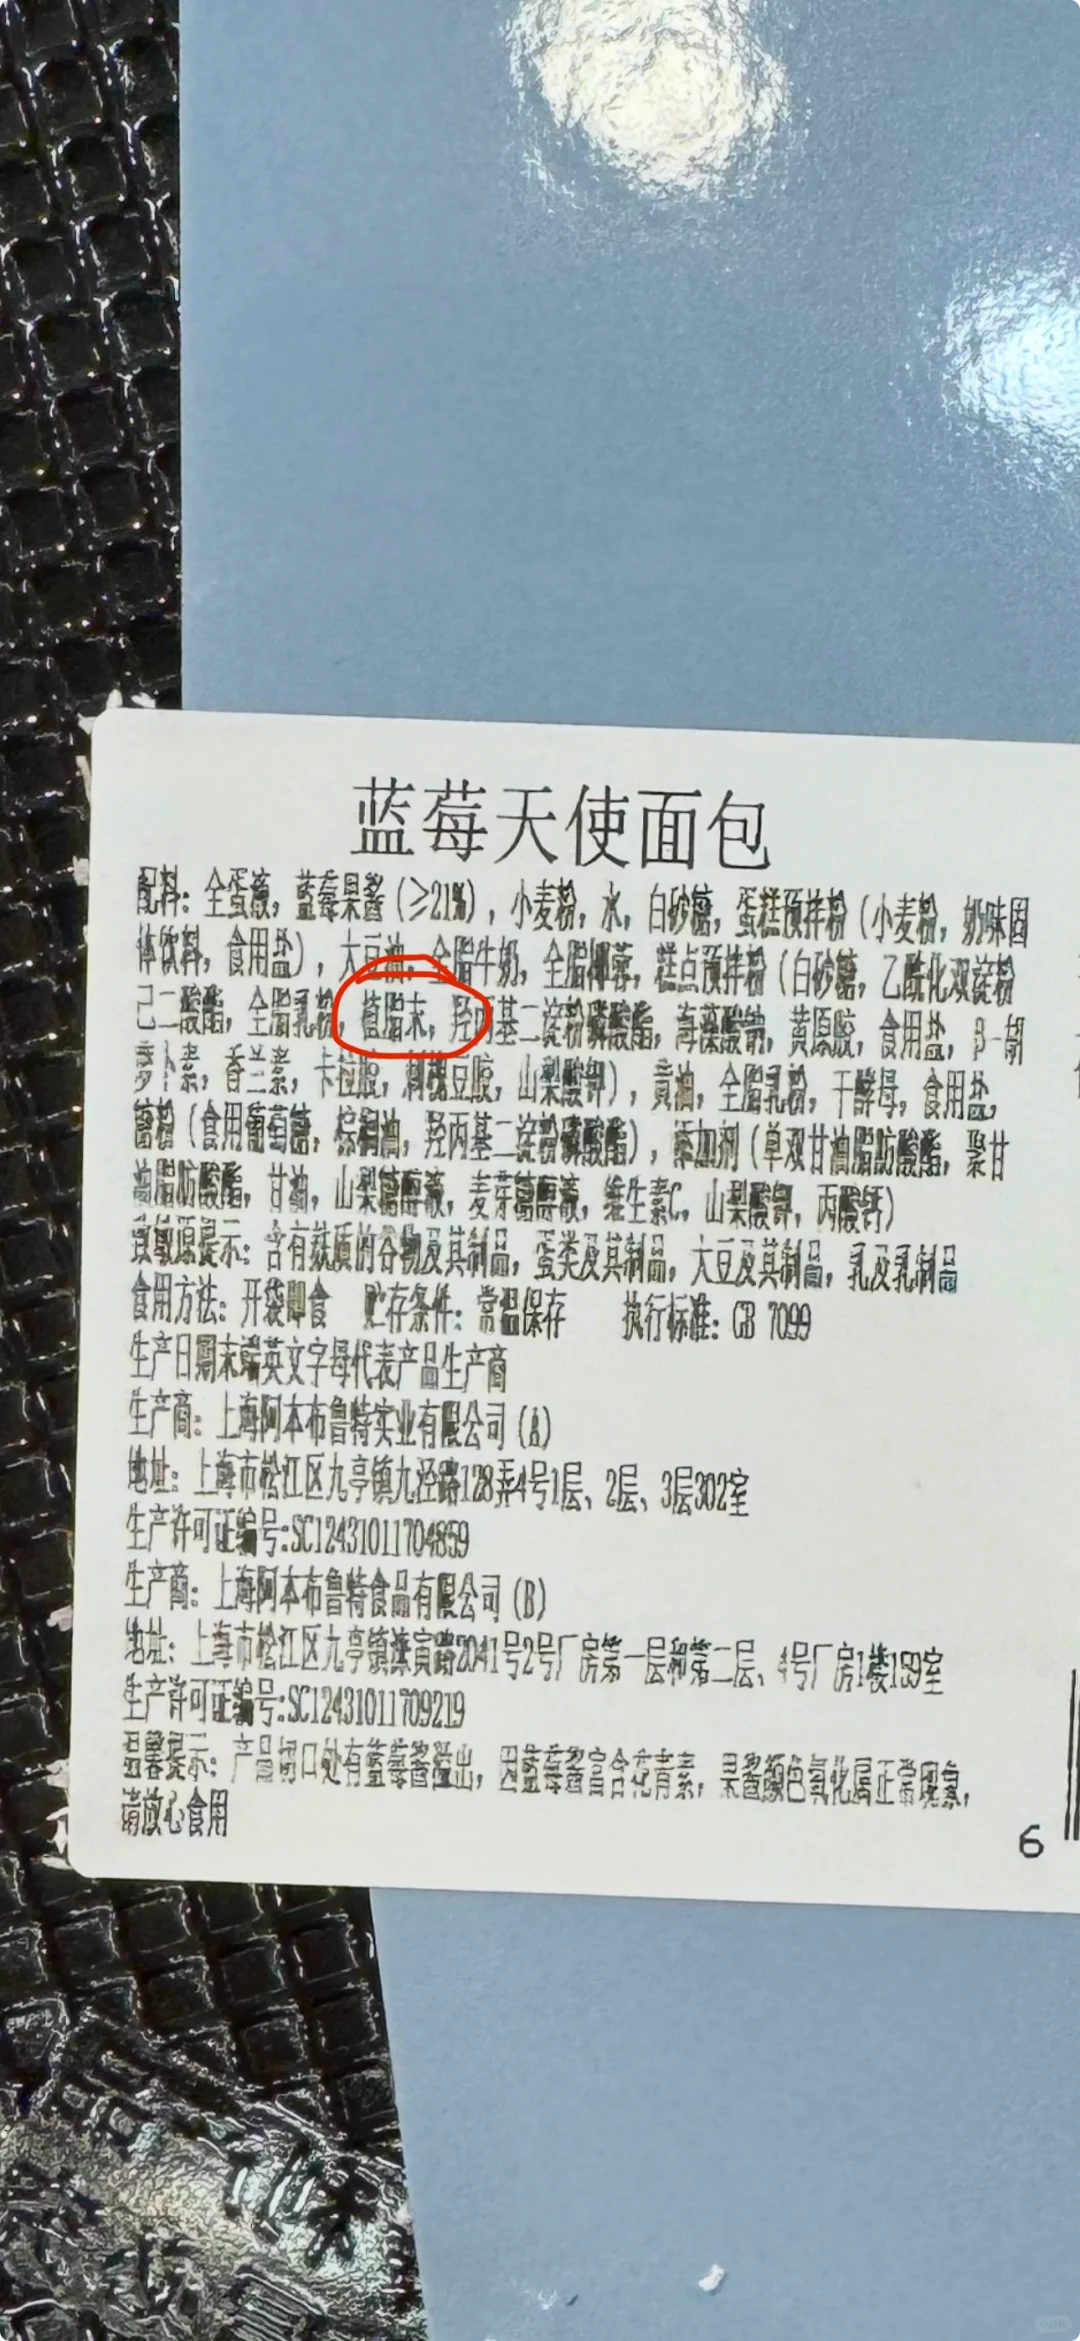 蓝莓天使面包
配料：全蛋液，蓝莓果酱（≥21%），小麦粉，水，白砂糖，蛋糕预拌粉（小麦粉，奶味固
体饮料，食用盐），大豆油，全脂牛奶，全脂椰蓉，糕点预拌粉（白砂糖，乙酰化双淀粉
己二酸酯，全脂乳粉，植脂末，羟丙基二淀粉磷酸酯，海藻酸钠，黄原胶，食用盐，β-胡
萝卜素，香兰素，卡拉胶，刺槐豆胶，山梨酸钾），黄油，全脂乳粉，干酵母，食用盐，
糖粉（食用葡萄糖，棕榈油，羟丙基二淀粉磷酸酯），添加剂（单双甘油脂肪酸酯，聚甘
油脂肪酸酯，甘油，山梨糖醇液，麦芽糖醇液，维生素C，山梨酸钾，丙酸钙）
致敏原提示：含有麸质的谷物及其制品，蛋类及其制品，大豆及其制品，乳及乳制品
食用方法：开袋即食 贮存条件：常温保存 执行标准：GB 7099
生产日期末端英文字母代表产品生产商
生产商：上海阿本布鲁特实业有限公司（A）
地址：上海市松江区九亭镇九泾路128弄4号1层、2层、3层302室
生产许可证编号:SC12431011704859
生产商：上海阿本布鲁特食品有限公司（B）
地址：上海市松江区九亭镇旗亭路2041号2号厂房第一层和第二层、4号厂房1楼159室
生产许可证编号:SC12431011709219
温馨提示：产品切口处有蓝莓酱溢出，因蓝莓酱富含花青素，果酱颜色氧化属正常现象，
请放心食用
6